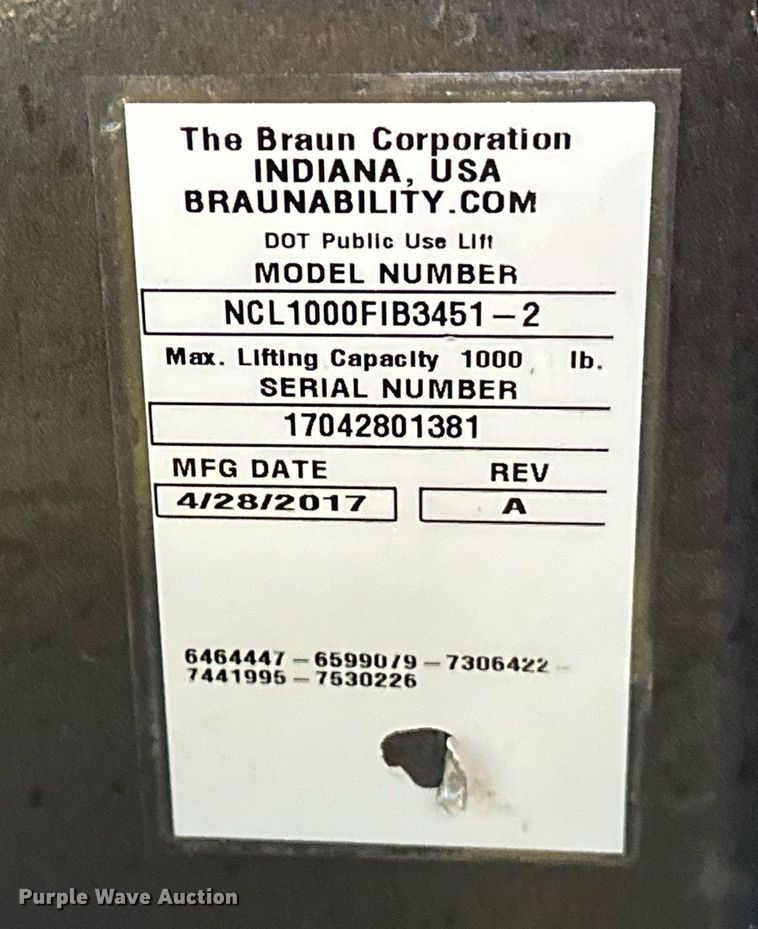 The Braun Corporation
INDIANA, USA
BRAUNABILITY.COM
DOT Public Use Lift
MODEL NUMBER
NCL1000FIB3451-2
Max. Lifting Capacity 1000 lb.
SERIAL NUMBER
17042801381
MFG DATE REV
4/28/2017 A
6464447-6599079-7306422-
7441995-7530226
Purple Wave Auction